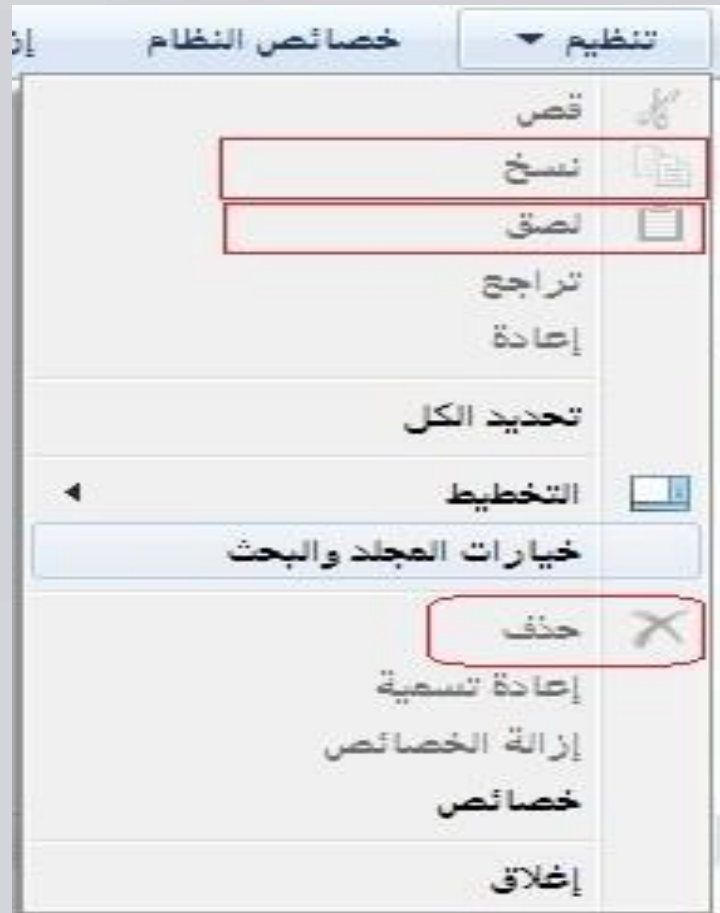 تنظيم خصائص النظام إز
قص
نسخ
لصق
تراجع
إعادة
تحديد الكل
التخطيط
خيارات المجلد والبحث
حذف
إعادة تسمية
إزالة الخصائص
خصائص
إغلاق